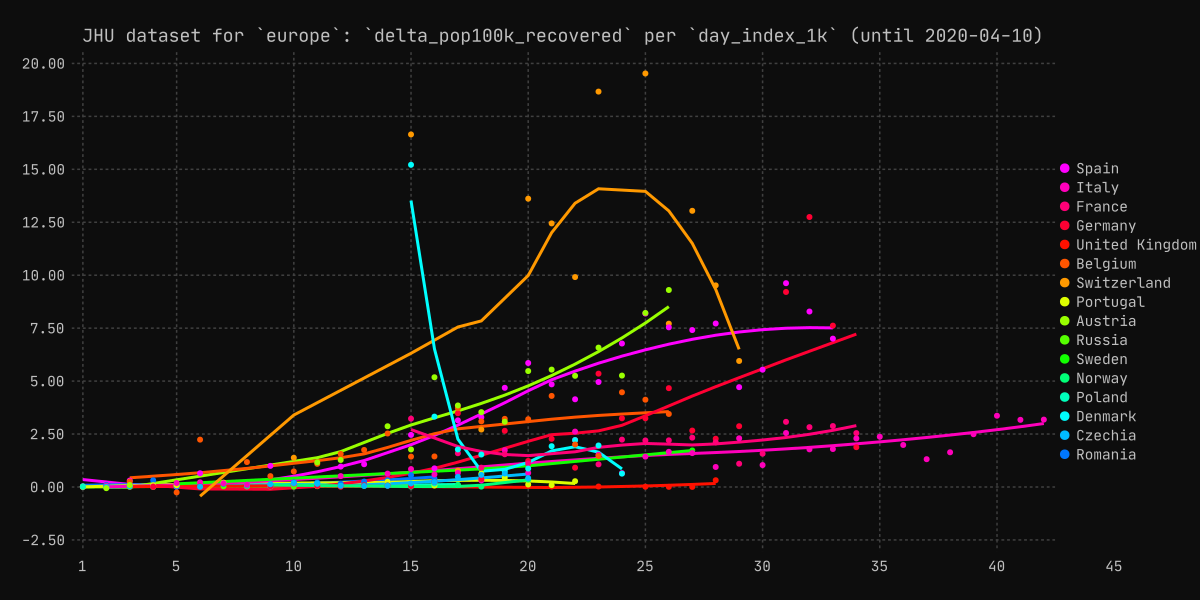 JHU dataset for `europe`: `delta_pop100k_recovered` per `day_index_1k` (until 2020-04-10)
20.00
17.50
15.00
12.50
10.00
7.50
5.00
2.50
0.00
-2.50
1 5 10 15 20 25 30 35 40 45
Spain
Italy
France
Germany
United Kingdom
Belgium
Switzerland
Portugal
Austria
Russia
Sweden
Norway
Poland
Denmark
Czechia
Romania